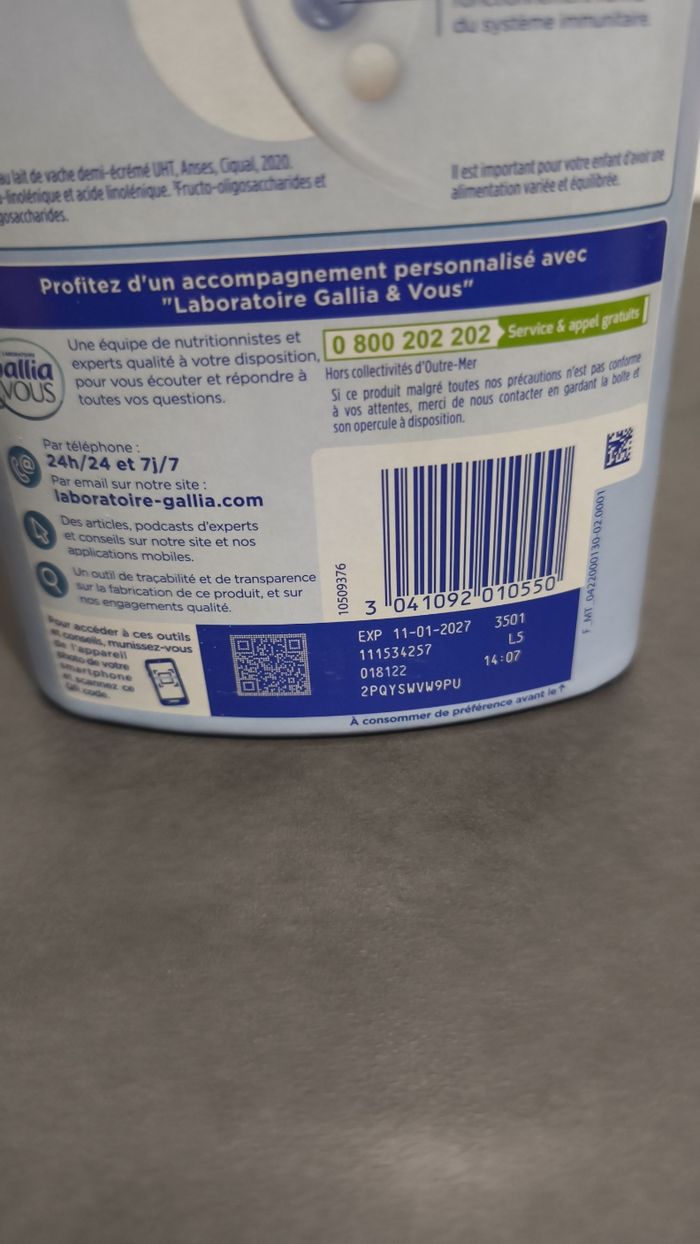 du système immunitaire.
au lait de vache demi-écrémé UHT, Anses, Ciqual, 2020.
-linolénique et acide linolénique. ³Fructo-oligosaccharides et
gosaccharides.
Il est important pour votre enfant d'avoir une
alimentation variée et équilibrée.
Profitez d'un accompagnement personnalisé avec
"Laboratoire Gallia & Vous"
allia
VOUS
Une équipe de nutritionnistes et
experts qualité à votre disposition,
pour vous écouter et répondre à
toutes vos questions.
0 800 202 202 Service & appel gratuits
Hors collectivités d'Outre-Mer
Si ce produit malgré toutes nos précautions n'est pas conforme
à vos attentes, merci de nous contacter en gardant la boîte et
son opercule à disposition.
Par téléphone :
24h/24 et 7j/7
Par email sur notre site :
laboratoire-gallia.com
Des articles, podcasts d'experts
et conseils sur notre site et nos
applications mobiles.
Un outil de traçabilité et de transparence
sur la fabrication de ce produit, et sur
nos engagements qualité.
Pour accéder à ces outils
et conseils, munissez-vous
de l'appareil
photo de votre
smartphone
et scannez ce
QR code.
10509376
3 041092 010550
F_MT_0422000130-02.0001
EXP 11-01-2027 3501
111534257 L5
018122 14:07
2PQYSWVW9PU
À consommer de préférence avant le